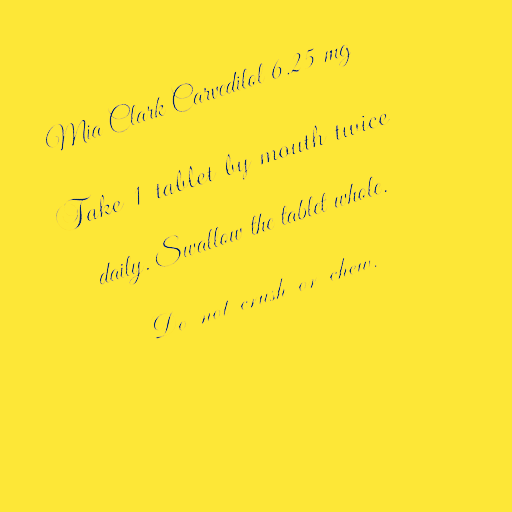 Mia Clark Carvedilol 6.25 mg
Take 1 tablet by mouth twice
daily. Swallow the tablet whole.
Do not crush or chew.